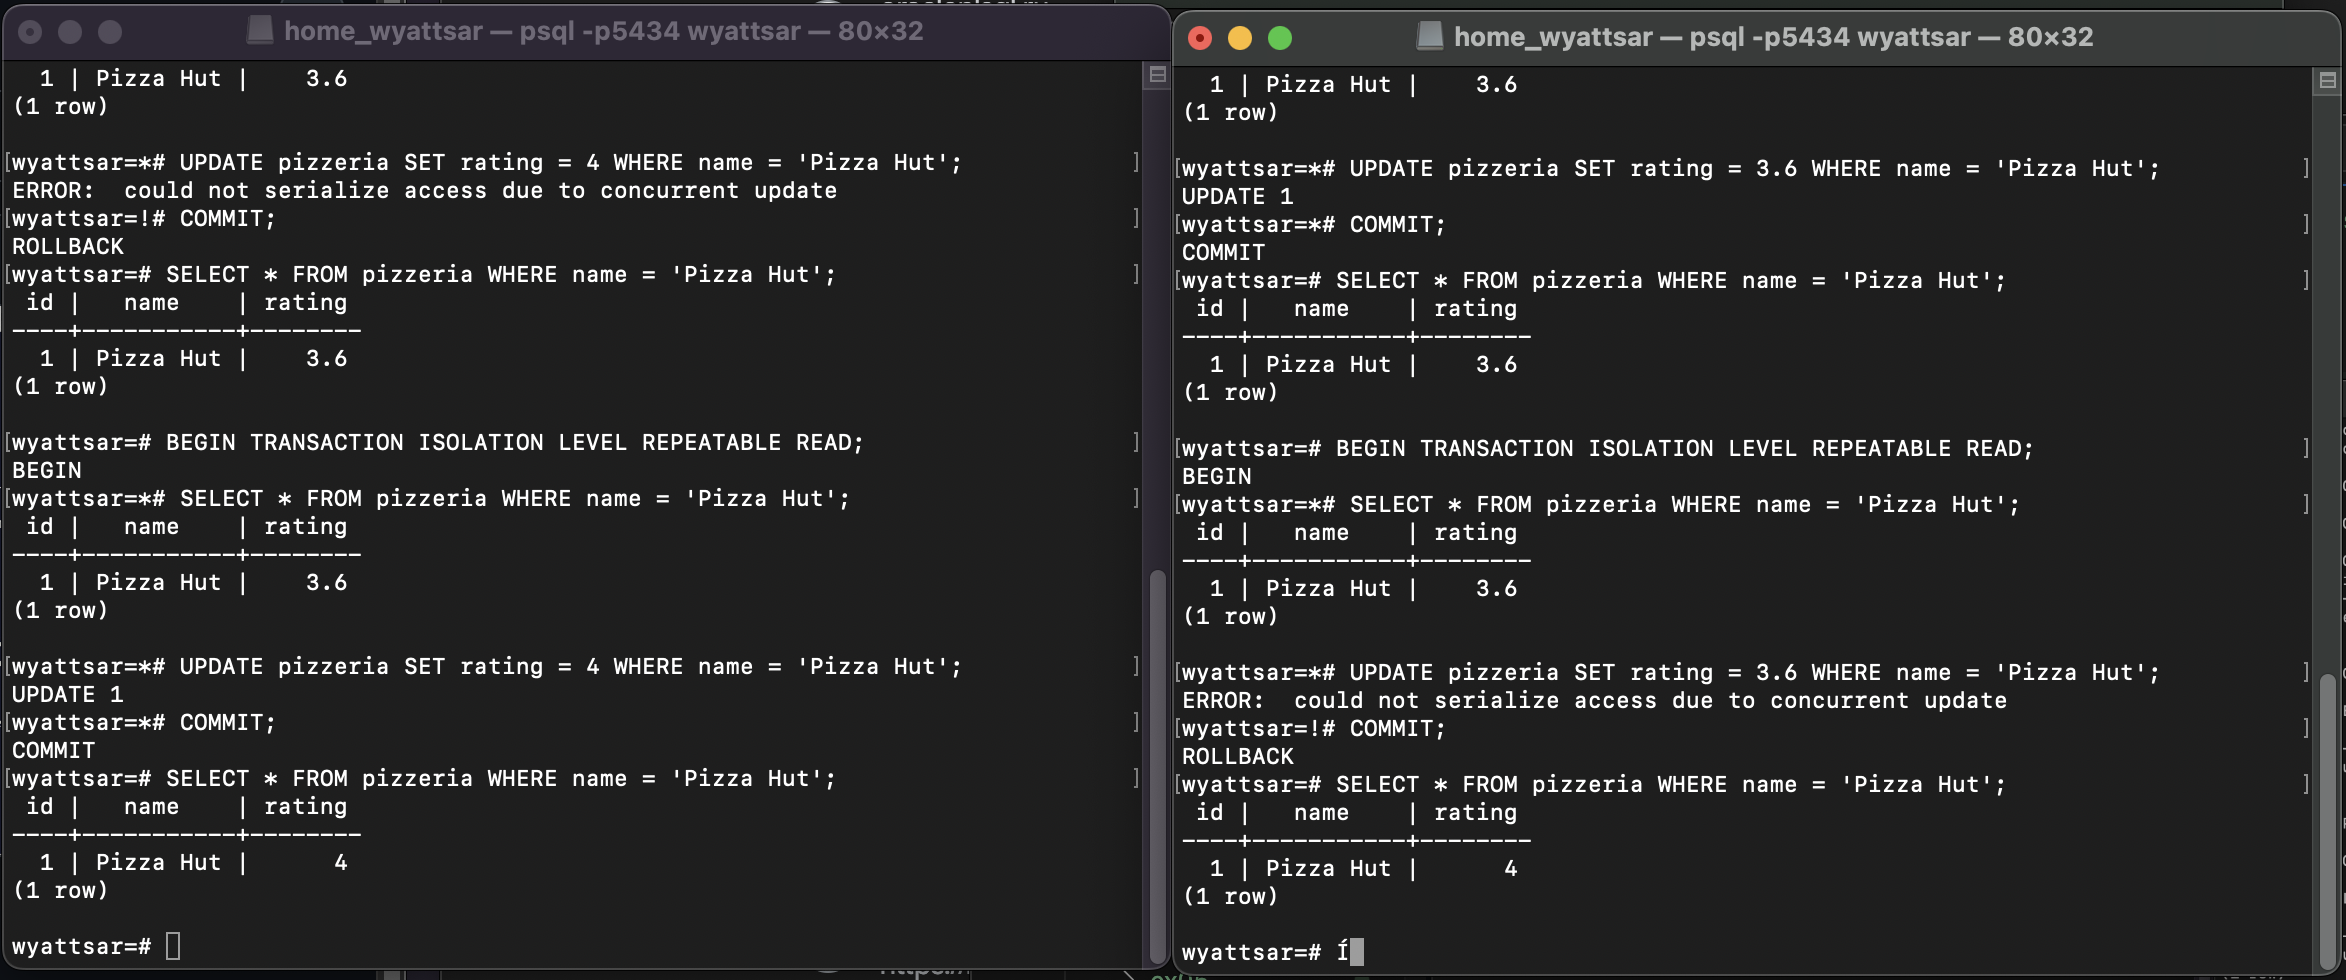 home_wyattsar — psql -p5434 wyattsar — 80×32
  1 | Pizza Hut |    3.6
(1 row)

wyattsar=*# UPDATE pizzeria SET rating = 4 WHERE name = 'Pizza Hut';
ERROR:  could not serialize access due to concurrent update
wyattsar=!# COMMIT;
ROLLBACK
wyattsar=# SELECT * FROM pizzeria WHERE name = 'Pizza Hut';
 id |   name    | rating
----+-----------+--------
  1 | Pizza Hut |    3.6
(1 row)

wyattsar=# BEGIN TRANSACTION ISOLATION LEVEL REPEATABLE READ;
BEGIN
wyattsar=*# SELECT * FROM pizzeria WHERE name = 'Pizza Hut';
 id |   name    | rating
----+-----------+--------
  1 | Pizza Hut |    3.6
(1 row)

wyattsar=*# UPDATE pizzeria SET rating = 4 WHERE name = 'Pizza Hut';
UPDATE 1
wyattsar=*# COMMIT;
COMMIT
wyattsar=# SELECT * FROM pizzeria WHERE name = 'Pizza Hut';
 id |   name    | rating
----+-----------+--------
  1 | Pizza Hut |      4
(1 row)

wyattsar=#
home_wyattsar — psql -p5434 wyattsar — 80×32
  1 | Pizza Hut |    3.6
(1 row)

wyattsar=*# UPDATE pizzeria SET rating = 3.6 WHERE name = 'Pizza Hut';
UPDATE 1
wyattsar=*# COMMIT;
COMMIT
wyattsar=# SELECT * FROM pizzeria WHERE name = 'Pizza Hut';
 id |   name    | rating
----+-----------+--------
  1 | Pizza Hut |    3.6
(1 row)

wyattsar=# BEGIN TRANSACTION ISOLATION LEVEL REPEATABLE READ;
BEGIN
wyattsar=*# SELECT * FROM pizzeria WHERE name = 'Pizza Hut';
 id |   name    | rating
----+-----------+--------
  1 | Pizza Hut |    3.6
(1 row)

wyattsar=*# UPDATE pizzeria SET rating = 3.6 WHERE name = 'Pizza Hut';
ERROR:  could not serialize access due to concurrent update
wyattsar=!# COMMIT;
ROLLBACK
wyattsar=# SELECT * FROM pizzeria WHERE name = 'Pizza Hut';
 id |   name    | rating
----+-----------+--------
  1 | Pizza Hut |      4
(1 row)

wyattsar=# Í